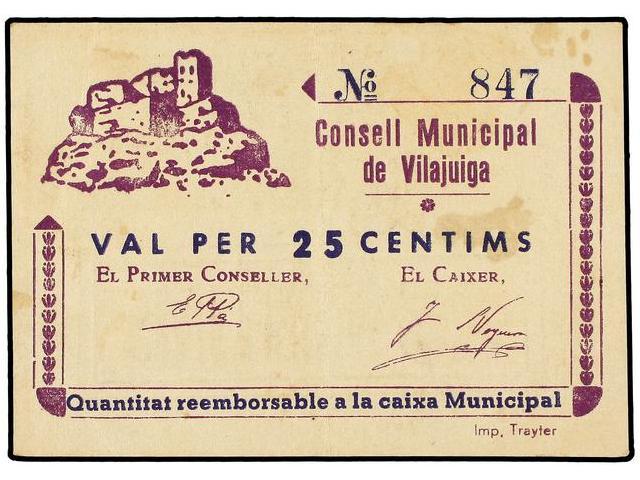 Nº 847
Consell Municipal
de Vilajuiga
VAL PER 25 CENTIMS
EL PRIMER CONSELLER, EL CAIXER,
Quantitat reemborsable a la caixa Municipal
Imp. Trayter